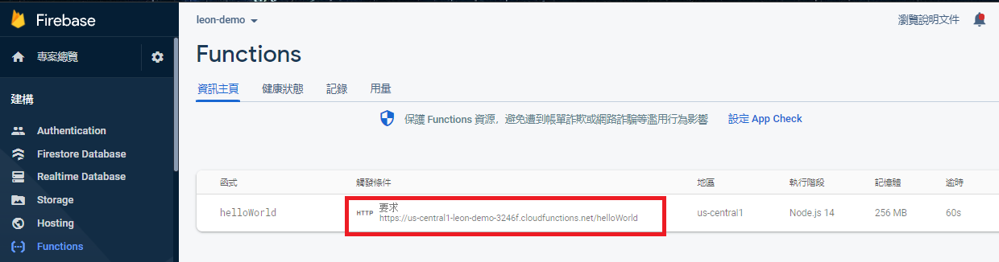 Firebase
leon-demo
瀏覽說明文件
專案總覽
Functions
建構
資訊主頁 健康狀態 記錄 用量
保護 Functions 資源，避免遭到帳單詐欺或網路詐騙等濫用行為影響 設定 App Check
Authentication
Firestore Database
Realtime Database
Storage
Hosting
Functions
函式 觸發條件 地區 執行階段 記憶體 逾時
helloWorld HTTP 要求 us-central1 Node.js 14 256 MB 60s
https://us-central1-leon-demo-3246f.cloudfunctions.net/helloWorld